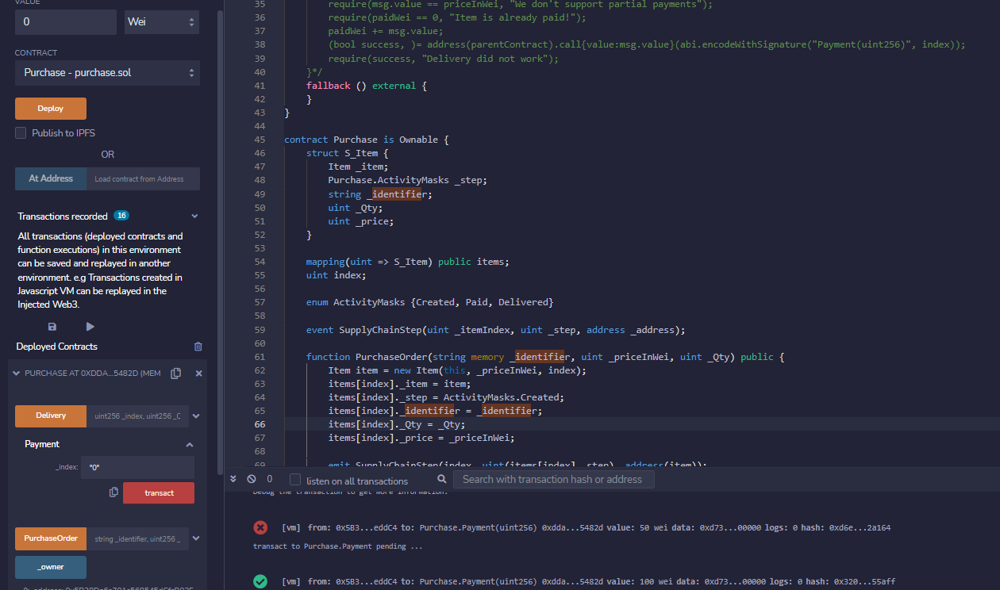 VALUE
0
Wei
CONTRACT
Purchase - purchase.sol
Deploy
Publish to IPFS
OR
At Address
Load contract from Address
Transactions recorded 16
All transactions (deployed contracts and
function executions) in this environment
can be saved and replayed in another
environment. e.g Transactions created in
Javascript VM can be replayed in the
Injected Web3.
Deployed Contracts
PURCHASE AT 0XDDA...5482D (MEM
Delivery
uint256 _index, uint256 _C
Payment
_index:
"0"
transact
PurchaseOrder
string _identifier, uint256 _
_owner
35 require(msg.value == priceInWei, "We don't support partial payments");
36 require(paidWei == 0, "Item is already paid!");
37 paidWei += msg.value;
38 (bool success, )= address(parentContract).call{value:msg.value}(abi.encodeWithSignature("Payment(uint256)", index));
39 require(success, "Delivery did not work");
40 }*/
41 fallback () external {
42 }
43 }
44
45 contract Purchase is Ownable {
46 struct S_Item {
47 Item _item;
48 Purchase.ActivityMasks _step;
49 string _identifier;
50 uint _Qty;
51 uint _price;
52 }
53
54 mapping(uint => S_Item) public items;
55 uint index;
56
57 enum ActivityMasks {Created, Paid, Delivered}
58
59 event SupplyChainStep(uint _itemIndex, uint _step, address _address);
60
61 function PurchaseOrder(string memory _identifier, uint _priceInWei, uint _Qty) public {
62 Item item = new Item(this, _priceInWei, index);
63 items[index]._item = item;
64 items[index]._step = ActivityMasks.Created;
65 items[index]._identifier = _identifier;
66 items[index]._Qty = _Qty;
67 items[index]._price = _priceInWei;
68
69 emit SupplyChainStep(index, uint(items[index]._step), address(item));
0
listen on all transactions
Search with transaction hash or address
Debug the transaction to get more information.
[vm] from: 0x5B3...eddC4 to: Purchase.Payment(uint256) 0xdda...5482d value: 50 wei data: 0xd73...00000 logs: 0 hash: 0xd6e...2a164
transact to Purchase.Payment pending ...
[vm] from: 0x5B3...eddC4 to: Purchase.Payment(uint256) 0xdda...5482d value: 100 wei data: 0xd73...00000 logs: 0 hash: 0x320...55aff